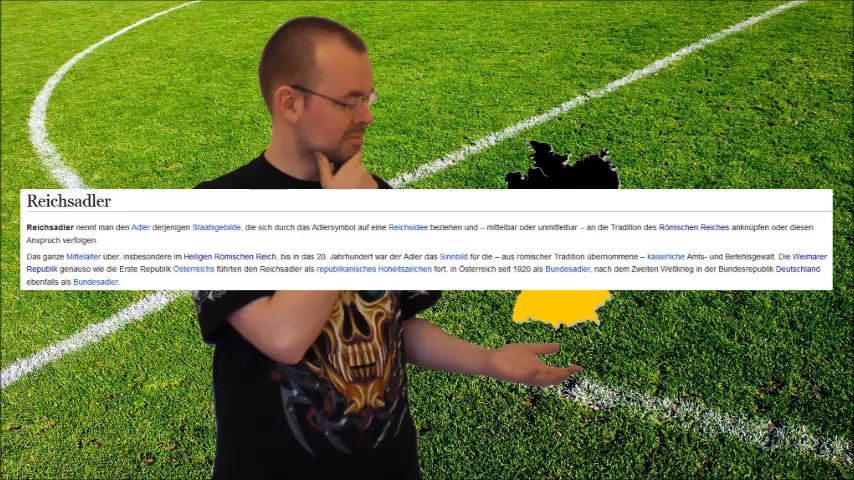 Reichsadler
Reichsadler nennt man den Adler derjenigen Staatsgebilde, die sich durch das Adlersymbol auf eine Reichsidee beziehen und – mittelbar oder unmittelbar – an die Tradition des Römischen Reiches anknüpfen oder diesen
Anspruch verfolgen.
Das ganze Mittelalter über, insbesondere im Heiligen Römischen Reich, bis in das 20. Jahrhundert war der Adler das Sinnbild für die – aus römischer Tradition übernommene – kaiserliche Amts- und Befehlsgewalt. Die Weimarer
Republik genauso wie die Erste Republik Österreichs führten den Reichsadler als republikanisches Hoheitszeichen fort, in Österreich seit 1920 als Bundesadler, nach dem Zweiten Weltkrieg in der Bundesrepublik Deutschland
ebenfalls als Bundesadler.